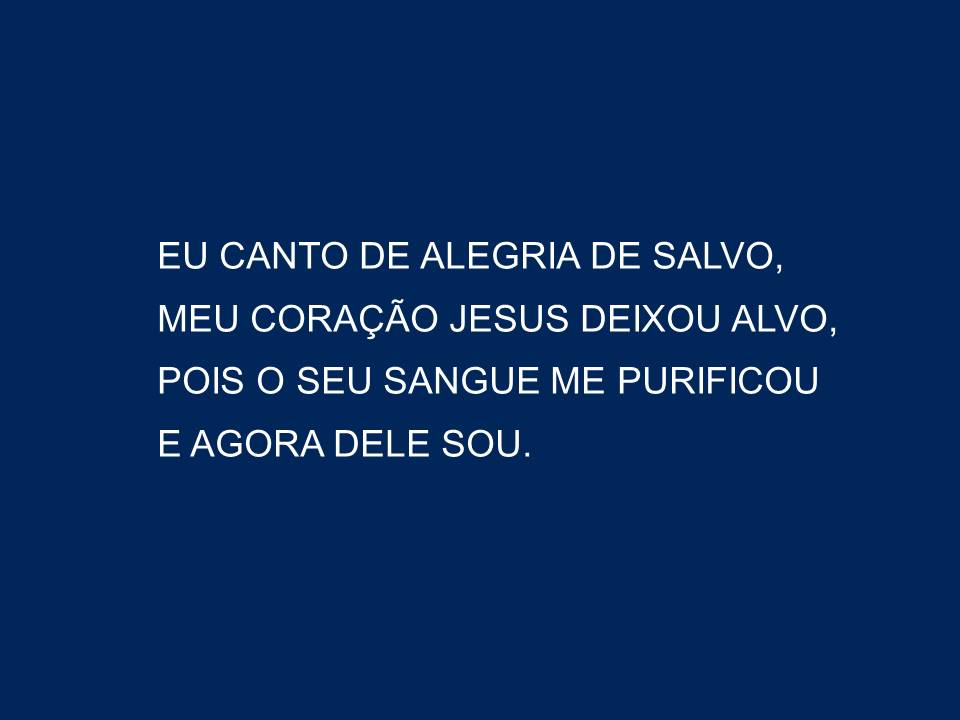 EU CANTO DE ALEGRIA DE SALVO,
MEU CORAÇÃO JESUS DEIXOU ALVO,
POIS O SEU SANGUE ME PURIFICOU
E AGORA DELE SOU.